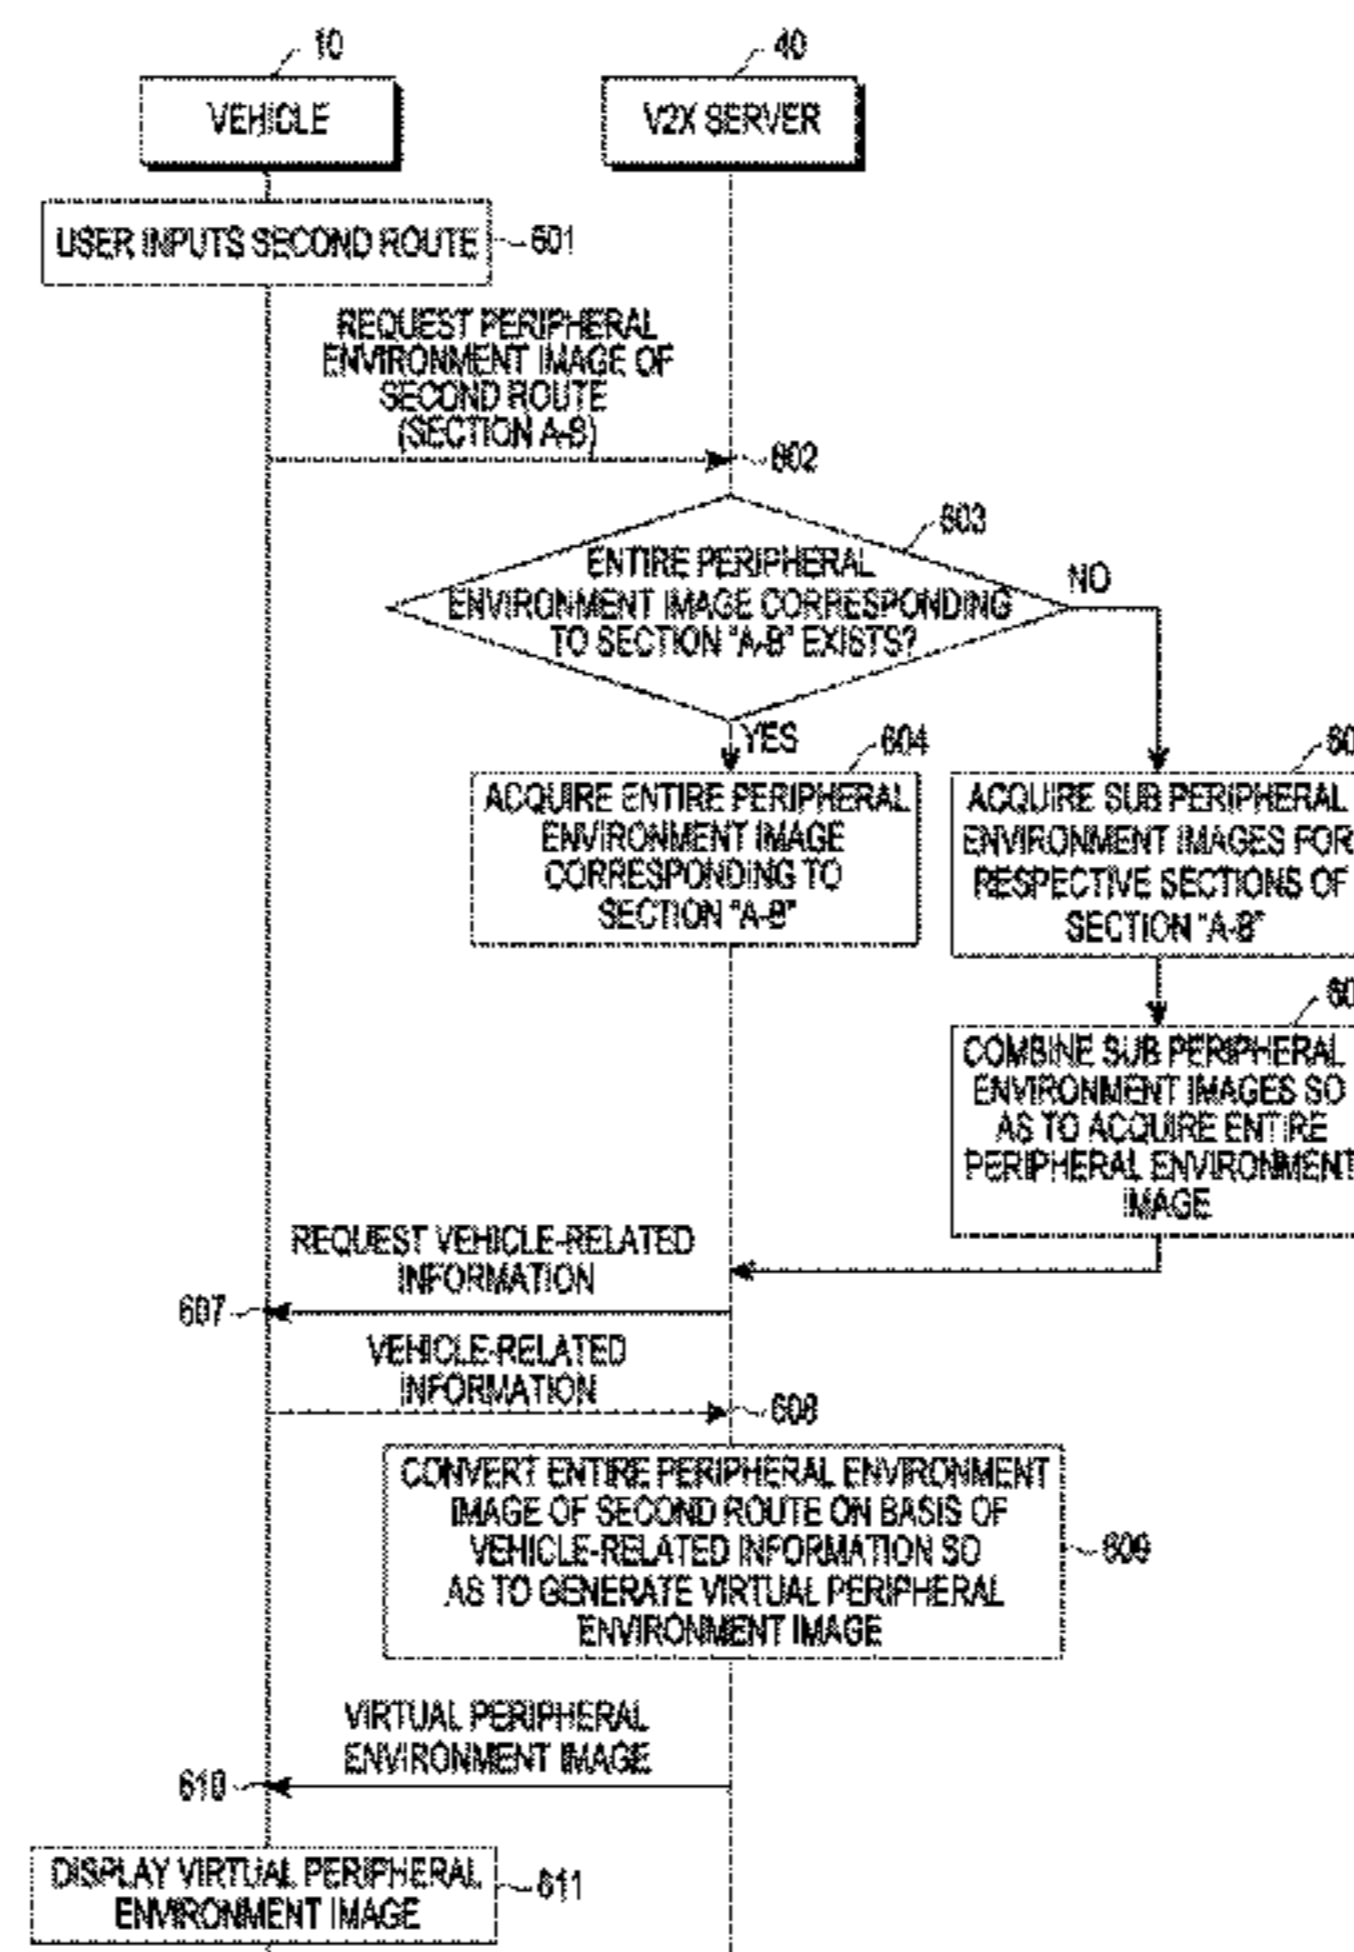 10
40
VEHICLE
V2X SERVER
USER INPUTS SECOND ROUTE
601
REQUEST PERIPHERAL
ENVIRONMENT IMAGE OF
SECOND ROUTE
(SECTION A-B)
602
603
ENTIRE PERIPHERAL
ENVIRONMENT IMAGE CORRESPONDING
TO SECTION "A-B" EXISTS?
NO
YES
604
ACQUIRE ENTIRE PERIPHERAL
ENVIRONMENT IMAGE
CORRESPONDING TO
SECTION "A-B"
ACQUIRE SUB PERIPHERAL
ENVIRONMENT IMAGES FOR
RESPECTIVE SECTIONS OF
SECTION "A-B"
COMBINE SUB PERIPHERAL
ENVIRONMENT IMAGES SO
AS TO ACQUIRE ENTIRE
PERIPHERAL ENVIRONMENT
IMAGE
REQUEST VEHICLE-RELATED
INFORMATION
607
VEHICLE-RELATED
INFORMATION
608
CONVERT ENTIRE PERIPHERAL ENVIRONMENT
IMAGE OF SECOND ROUTE ON BASIS OF
VEHICLE-RELATED INFORMATION SO
AS TO GENERATE VIRTUAL PERIPHERAL
ENVIRONMENT IMAGE
609
VIRTUAL PERIPHERAL
ENVIRONMENT IMAGE
610
DISPLAY VIRTUAL PERIPHERAL
ENVIRONMENT IMAGE
611